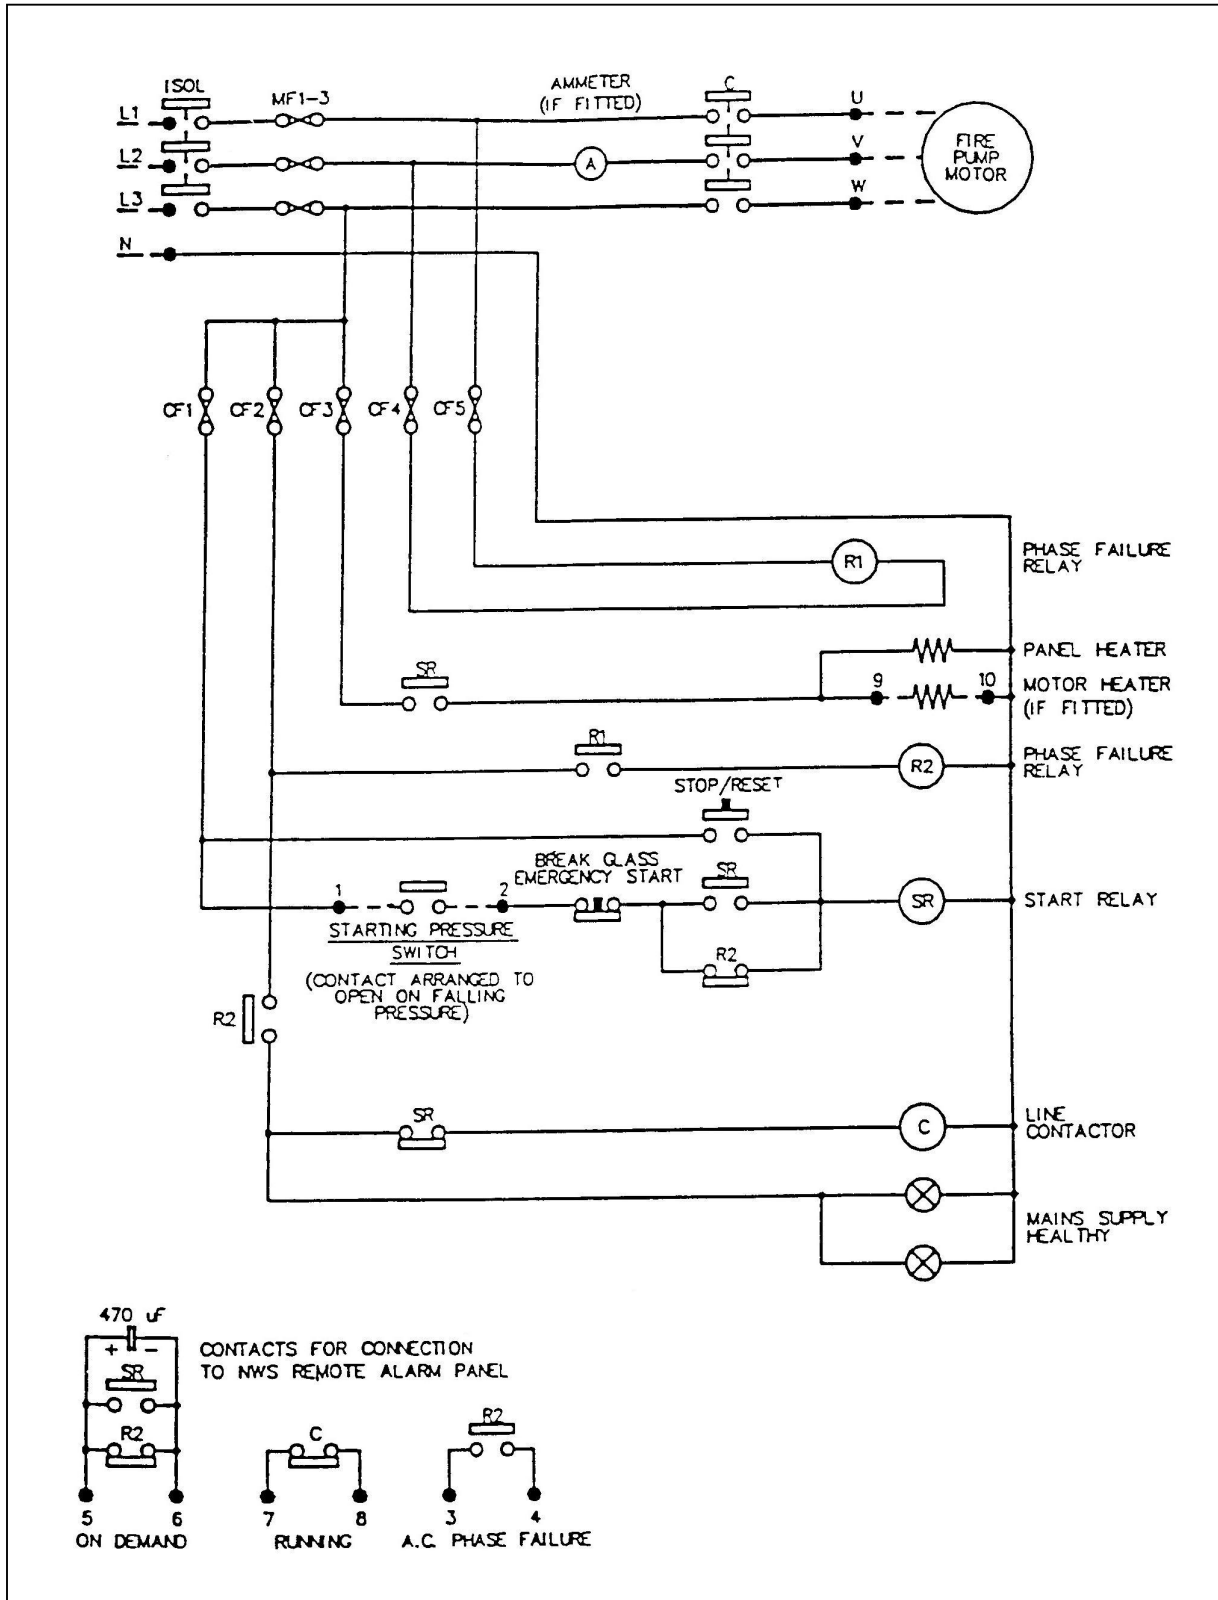 ISOL
MF1-3
AMMETER
(IF FITTED)
C
U
L1
V
L2
A
FIRE
PUMP
MOTOR
W
L3
N
CF1
CF2
CF3
CF4
CF5
R1
PHASE FAILURE
RELAY
PANEL HEATER
SR
9
10
MOTOR HEATER
(IF FITTED)
R1
R2
PHASE FAILURE
RELAY
STOP/RESET
BREAK GLASS
EMERGENCY START
1
2
SR
SR
START RELAY
STARTING PRESSURE
SWITCH
(CONTACT ARRANGED TO
OPEN ON FALLING
PRESSURE)
R2
R2
SR
C
LINE
CONTACTOR
MAINS SUPPLY
HEALTHY
470 uF
+ -
CONTACTS FOR CONNECTION
TO NWS REMOTE ALARM PANEL
SR
R2
C
R2
5
6
7
8
3
4
ON DEMAND
RUNNING
A.C. PHASE FAILURE